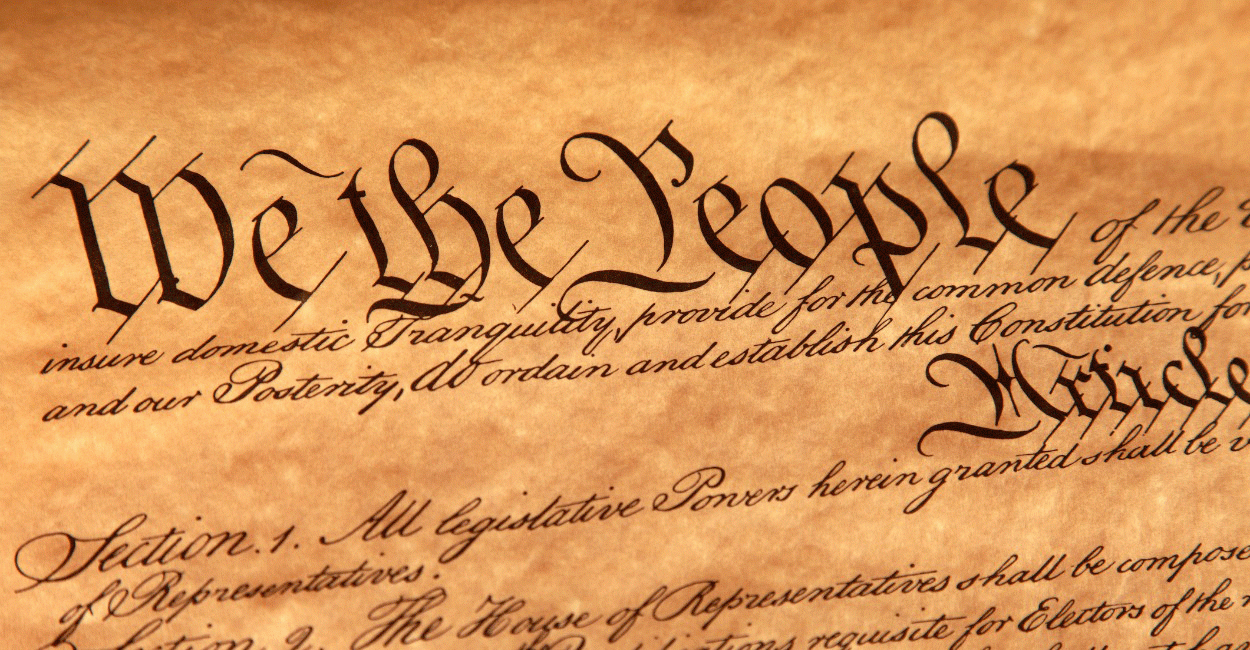 We the People of the
insure domestic Tranquility, provide for the common defence,
and our Posterity, do ordain and establish this Constitution for
Article
Section. 1. All legislative Powers herein granted shall be
of Representatives.
Section. 2. The House of Representatives shall be compose
requisite for Electors of the